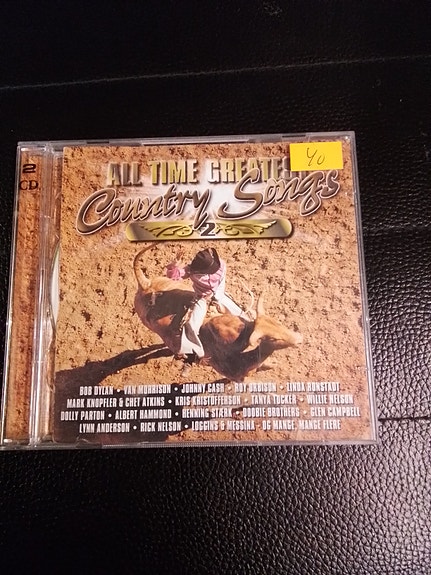 2
CD
40
ALL TIME GREATES
Country Songs
2
BOB DYLAN • VAN MORRISON • JOHNNY CASH • ROY ORBISON • LINDA RONSTADT
MARK KNOPFLER & CHET ATKINS • KRIS KRISTOFFERSON • TANYA TUCKER • WILLIE NELSON
DOLLY PARTON • ALBERT HAMMOND • HENNING STÆRK • DOOBIE BROTHERS • GLEN CAMPBELL
LYNN ANDERSON • RICK NELSON • LOGGINS & MESSINA - OG MANGE, MANGE FLERE